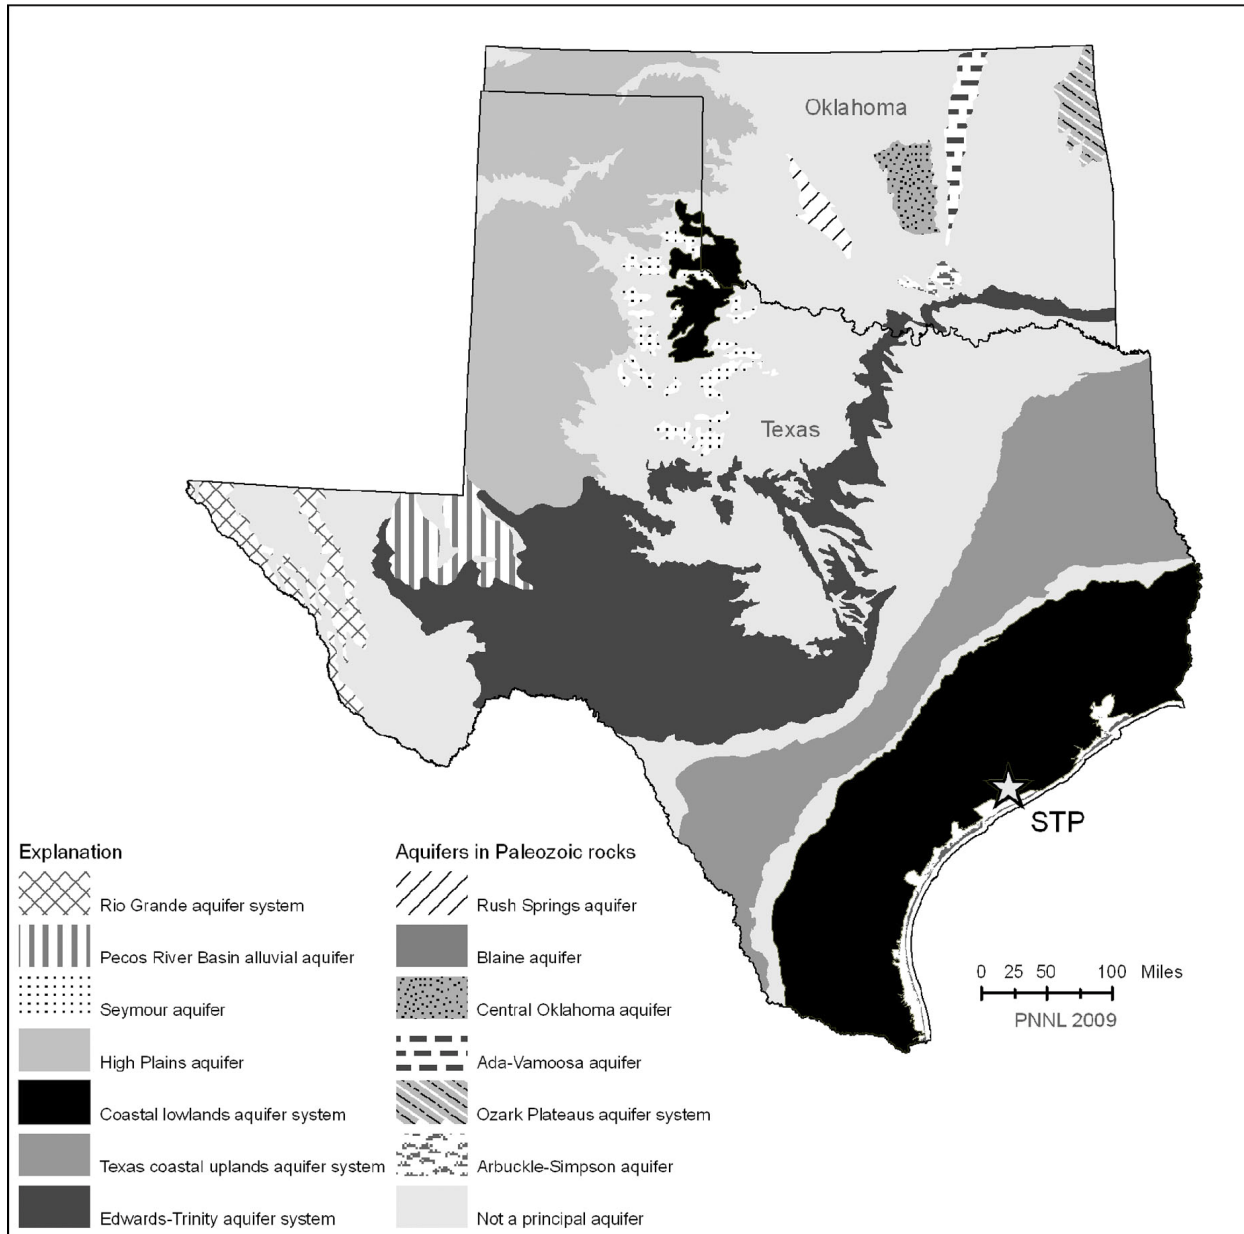 Oklahoma
Texas
STP
0 25 50 100 Miles
PNNL 2009
Explanation
Rio Grande aquifer system
Pecos River Basin alluvial aquifer
Seymour aquifer
High Plains aquifer
Coastal lowlands aquifer system
Texas coastal uplands aquifer system
Edwards-Trinity aquifer system
Aquifers in Paleozoic rocks
Rush Springs aquifer
Blaine aquifer
Central Oklahoma aquifer
Ada-Vamoosa aquifer
Ozark Plateaus aquifer system
Arbuckle-Simpson aquifer
Not a principal aquifer